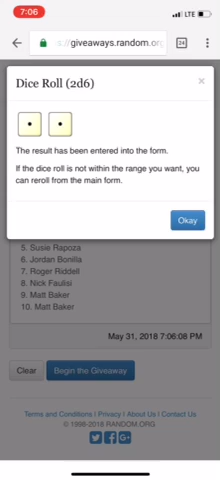 7:06
LTE
s://giveaways.random.org
24
Dice Roll (2d6)
×
The result has been entered into the form.
If the dice roll is not within the range you want, you
can reroll from the main form.
Okay
5. Susie Rapoza
6. Jordan Bonilla
7. Roger Riddell
8. Nick Faulisi
9. Matt Baker
10. Matt Baker
May 31, 2018 7:06:08 PM
Clear
Begin the Giveaway
Terms and Conditions | Privacy | About Us | Contact Us
© 1998-2018 RANDOM.ORG